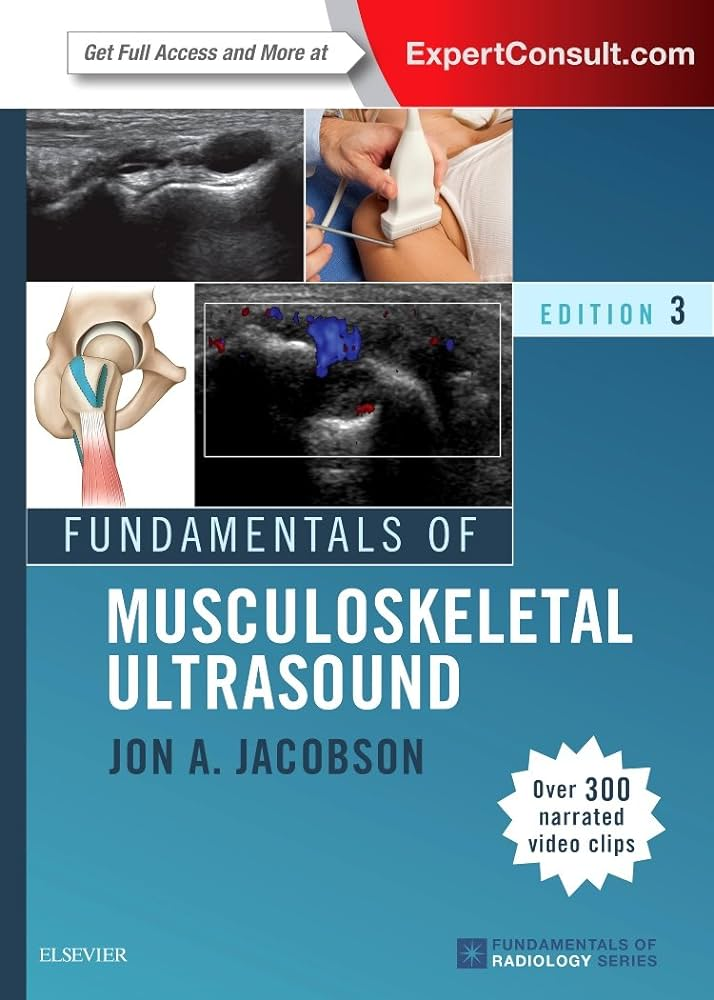 Get Full Access and More at
ExpertConsult.com
EDITION 3
FUNDAMENTALS OF
MUSCULOSKELETAL
ULTRASOUND
JON A. JACOBSON
Over 300
narrated
video clips
ELSEVIER
FUNDAMENTALS OF
RADIOLOGY SERIES